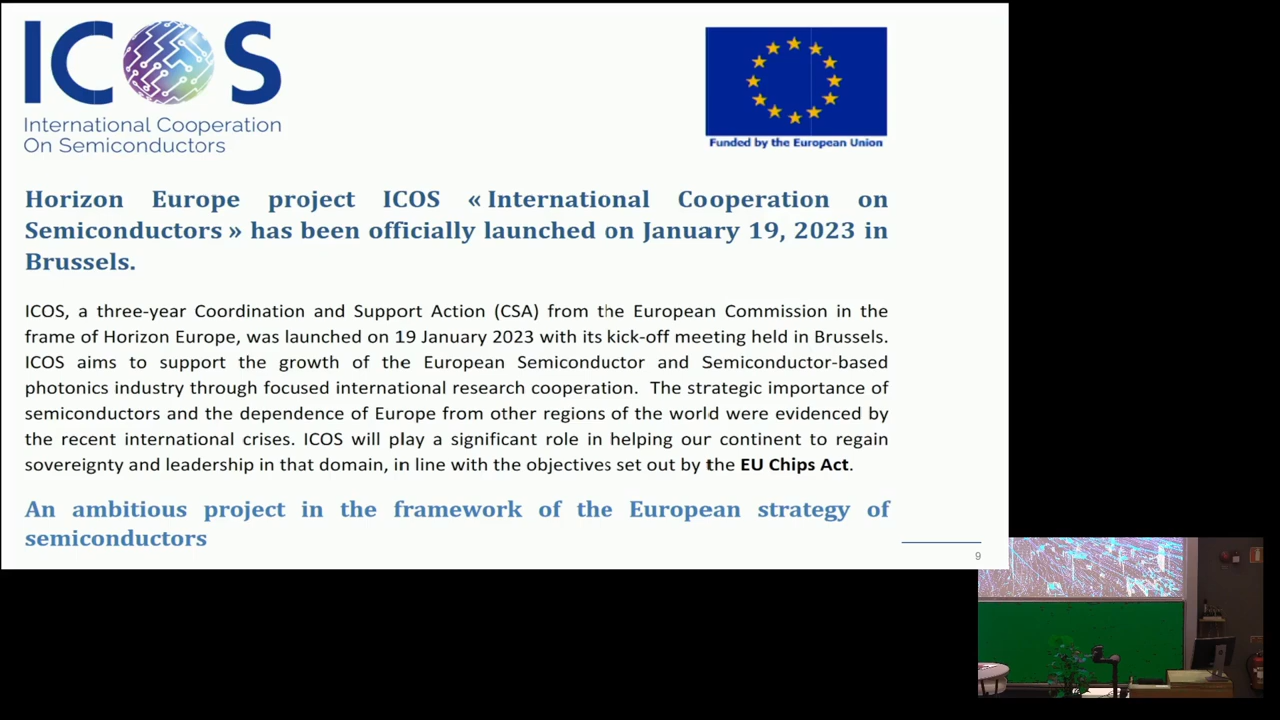 ICOS
International Cooperation
On Semiconductors
Funded by the European Union
Horizon Europe project ICOS « International Cooperation on
Semiconductors » has been officially launched on January 19, 2023 in
Brussels.
ICOS, a three-year Coordination and Support Action (CSA) from the European Commission in the
frame of Horizon Europe, was launched on 19 January 2023 with its kick-off meeting held in Brussels.
ICOS aims to support the growth of the European Semiconductor and Semiconductor-based
photonics industry through focused international research cooperation. The strategic importance of
semiconductors and the dependence of Europe from other regions of the world were evidenced by
the recent international crises. ICOS will play a significant role in helping our continent to regain
sovereignty and leadership in that domain, in line with the objectives set out by the EU Chips Act.
An ambitious project in the framework of the European strategy of
semiconductors
9